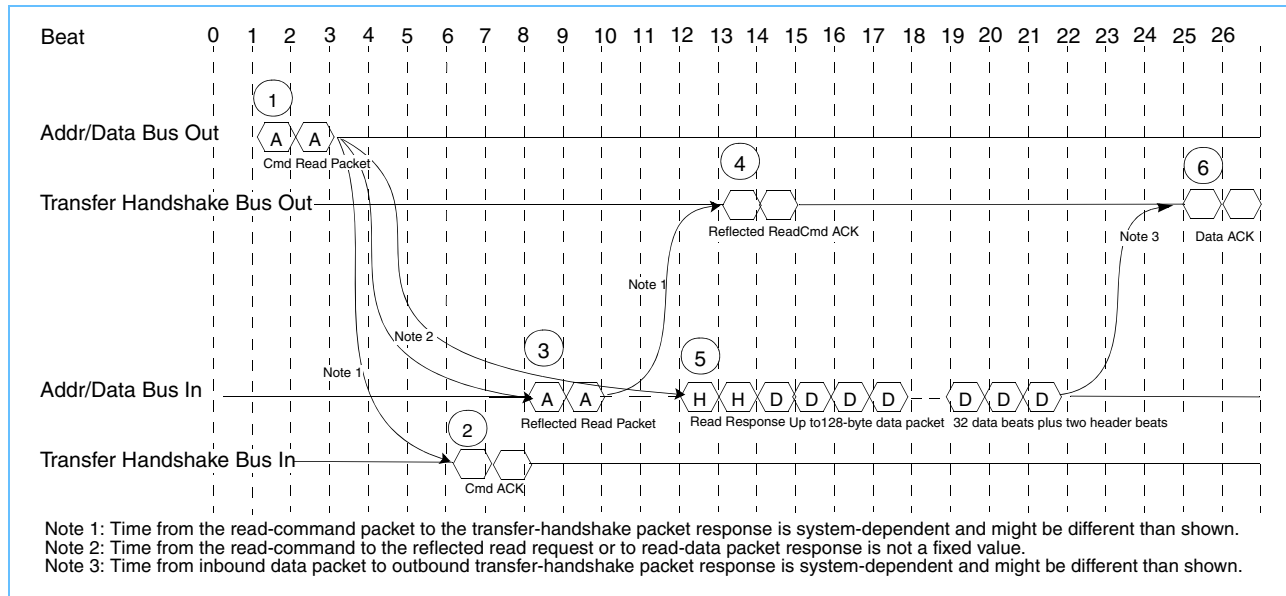 Beat 0 1 2 3 4 5 6 7 8 9 10 11 12 13 14 15 16 17 18 19 20 21 22 23 24 25 26
1
Addr/Data Bus Out A A
Cmd Read Packet
4 6
Transfer Handshake Bus Out
Reflected ReadCmd ACK Note 3 Data ACK
Note 1
Note 2
3 5
Note 1
Addr/Data Bus In A A H H D D D D D D D
Reflected Read Packet Read Response Up to128-byte data packet 32 data beats plus two header beats
2
Transfer Handshake Bus In
Cmd ACK
Note 1: Time from the read-command packet to the transfer-handshake packet response is system-dependent and might be different than shown.
Note 2: Time from the read-command to the reflected read request or to read-data packet response is not a fixed value.
Note 3: Time from inbound data packet to outbound transfer-handshake packet response is system-dependent and might be different than shown.